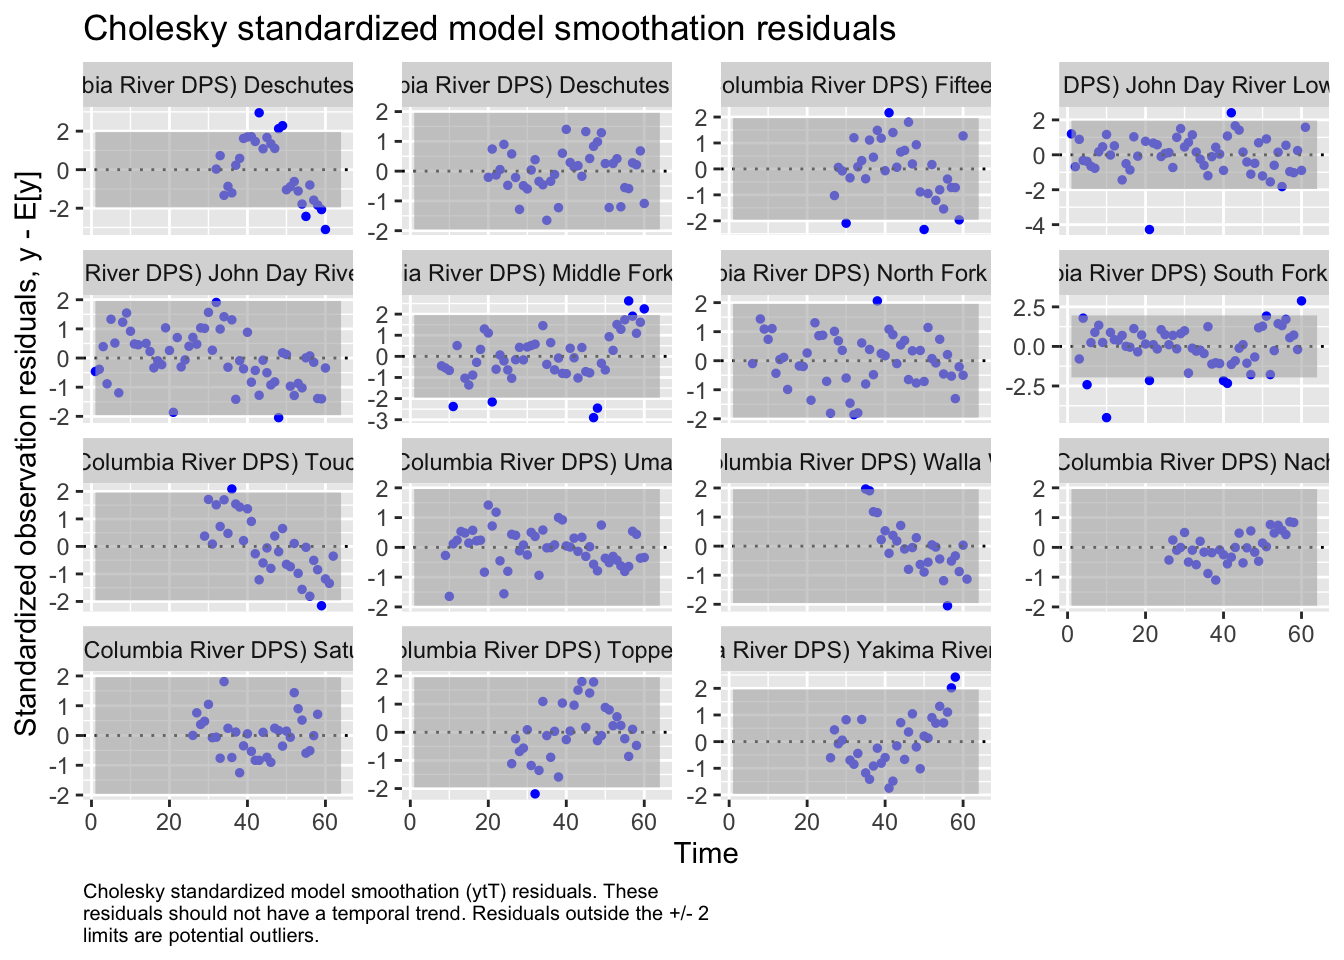 Cholesky standardized model smoothation residuals
bia River DPS) Deschutes
bia River DPS) Deschutes
olumbia River DPS) Fiftee
DPS) John Day River Low
2
0
-2
2
1
0
-1
-2
2
1
0
-1
-2
2
0
-2
-4
River DPS) John Day Rive
ia River DPS) Middle Fork
bia River DPS) North Fork
bia River DPS) South Fork
2
1
0
-1
-2
2
1
0
-1
-2
-3
2
1
0
-1
-2
2.5
0.0
-2.5
Columbia River DPS) Touc
Columbia River DPS) Uma
olumbia River DPS) Walla W
Columbia River DPS) Nach
2
1
0
-1
-2
2
1
0
-1
-2
2
1
0
-1
-2
2
1
0
-1
-2
0 20 40 60
Columbia River DPS) Satu
olumbia River DPS) Toppe
a River DPS) Yakima River
2
1
0
-1
-2
2
1
0
-1
-2
2
1
0
-1
-2
0 20 40 60
0 20 40 60
0 20 40 60
Standardized observation residuals, y - E[y]
Time
Cholesky standardized model smoothation (ytT) residuals. These
residuals should not have a temporal trend. Residuals outside the +/- 2
limits are potential outliers.